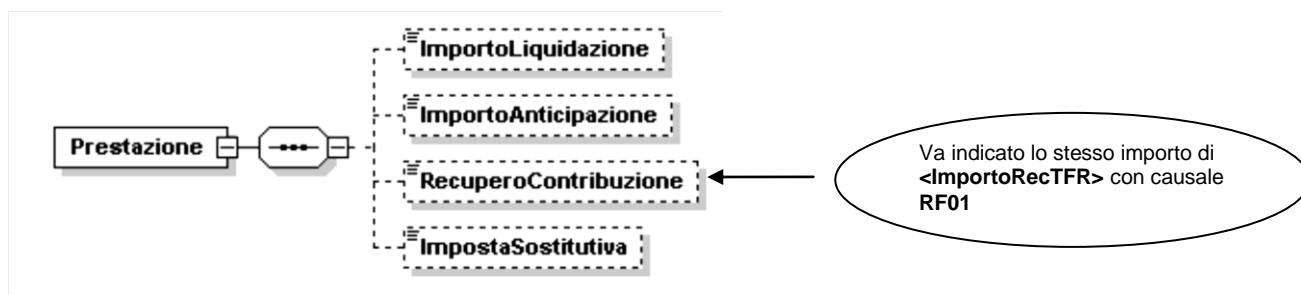 Prestazione
ImportoLiquidazione
ImportoAnticipazione
RecuperoContribuzione
ImpostaSostitutiva
Va indicato lo stesso importo di
<ImportoRecTFR> con causale
RF01